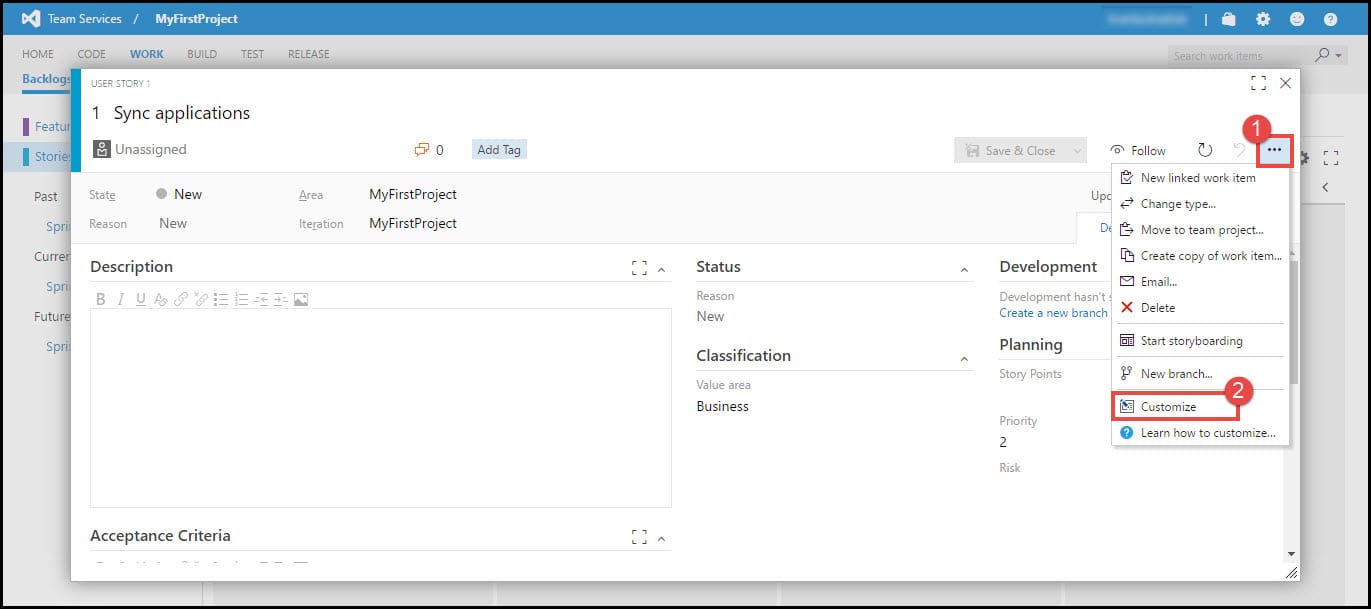 Team Services / MyFirstProject |
HOME CODE WORK BUILD TEST RELEASE
Search work items
Backlogs
USER STORY 1
1 Sync applications
1
Unassigned
0
Add Tag
Save & Close
Follow
...
Featu
Stories
Past
Spri
Curren
Spri
Future
Spri
State New
Area MyFirstProject
Upd
Reason New
Iteration MyFirstProject
De
New linked work item
Change type...
Move to team project...
Create copy of work item...
Email...
Delete
Start storyboarding
New branch...
2
Customize
Learn how to customize...
Description
B I U
Acceptance Criteria
Status
Reason
New
Classification
Value area
Business
Development
Development hasn't s
Create a new branch
Planning
Story Points
Priority
2
Risk